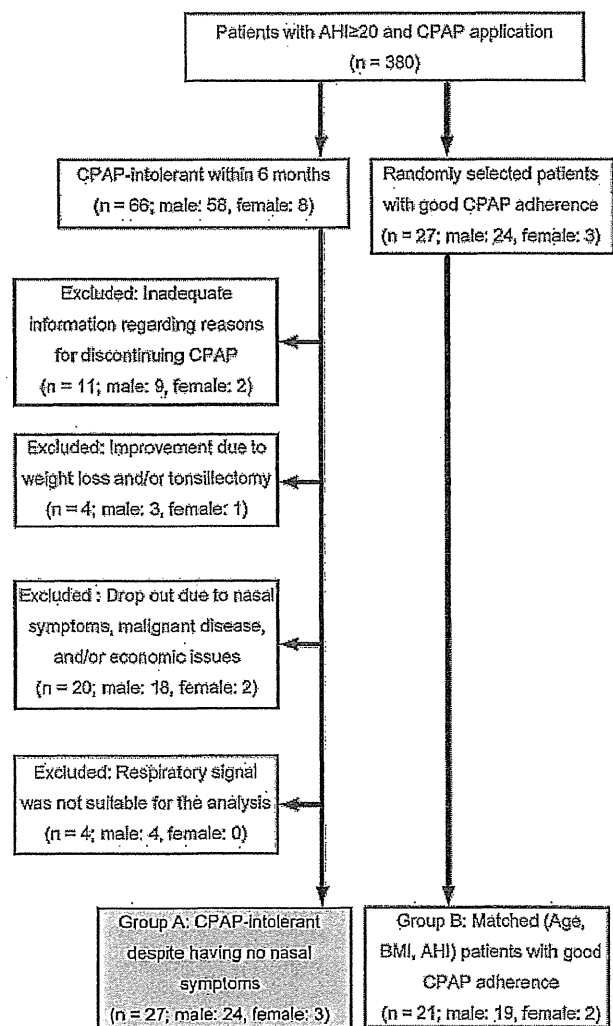 Patients with AHI≥20 and CPAP application
(n = 380)
CPAP-intolerant within 6 months
(n = 66; male: 58, female: 8)
Randomly selected patients
with good CPAP adherence
(n = 27; male: 24, female: 3)
Excluded: Inadequate
information regarding reasons
for discontinuing CPAP
(n = 11; male: 9, female: 2)
Excluded: Improvement due to
weight loss and/or tonsillectomy
(n = 4; male: 3, female: 1)
Excluded : Drop out due to nasal
symptoms, malignant disease,
and/or economic issues
(n = 20; male: 18, female: 2)
Excluded: Respiratory signal
was not suitable for the analysis
(n = 4; male: 4, female: 0)
Group A: CPAP-intolerant
despite having no nasal
symptoms
(n = 27; male: 24, female: 3)
Group B: Matched (Age,
BMI, AHI) patients with good
CPAP adherence
(n = 21; male: 19, female: 2)